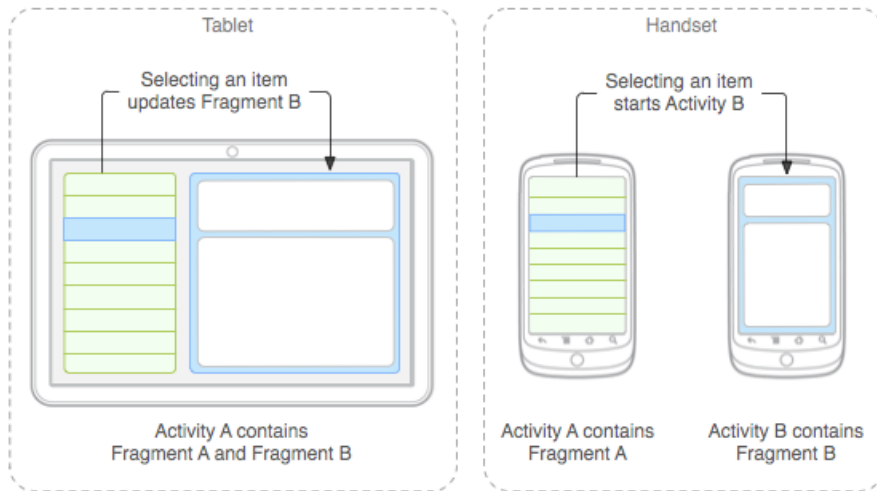 Tablet
Selecting an item
updates Fragment B
Activity A contains
Fragment A and Fragment B
Handset
Selecting an item
starts Activity B
Activity A contains
Fragment A
Activity B contains
Fragment B